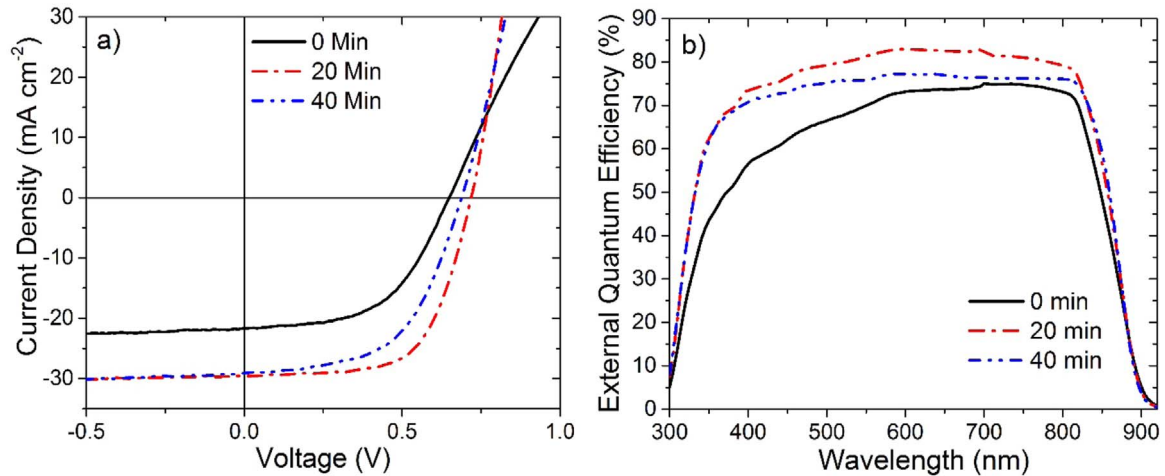 a)
0 Min
20 Min
40 Min
30
20
10
0
-10
-20
-30
-0.5
0.0
0.5
1.0
Current Density (mA cm-2)
Voltage (V)
b)
0 min
20 min
40 min
90
80
70
60
50
40
30
20
10
0
300
400
500
600
700
800
900
External Quantum Efficiency (%)
Wavelength (nm)